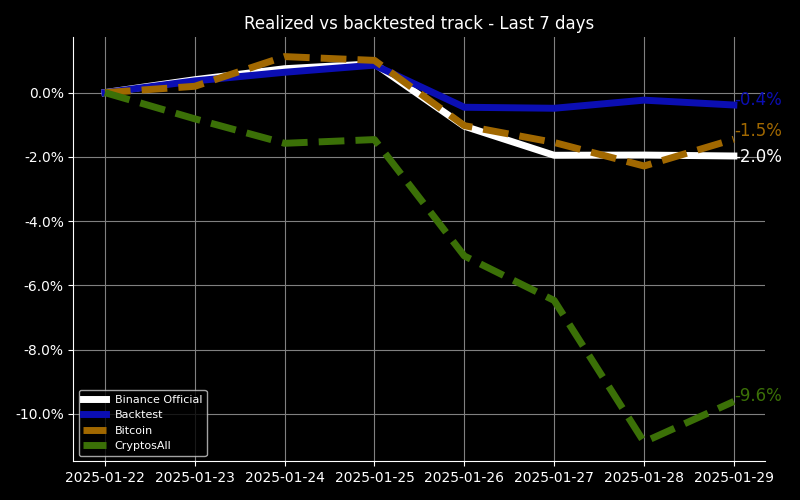 Realized vs backtested track - Last 7 days
0.0%
-2.0%
-4.0%
-6.0%
-8.0%
-10.0%
-0.4%
-1.5%
-2.0%
-9.6%
Binance Official
Backtest
Bitcoin
CryptosAll
2025-01-22 2025-01-23 2025-01-24 2025-01-25 2025-01-26 2025-01-27 2025-01-28 2025-01-29